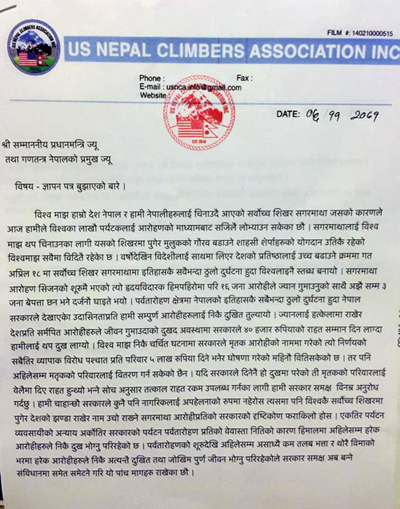 FILM #: 140210000515
US NEPAL CLIMBERS ASSOCIATION INC
Phone : Fax :
E-mail : usnca.info@gmail.com
Website
US NEPAL CLIMBERS ASSOCIATION INC
DATE:
श्री सम्माननीय प्रधानमन्त्रि ज्यू
तथा गणतन्त्र नेपालको प्रमुख ज्यू
विषय - ज्ञापन पत्र बुझाएको बारे ।
विश्व माझ हाम्रो देश नेपाल र हामी नेपालीहरुलाई चिनाउदै आएको सर्वोच्च शिखर सगरमाथा जसको कारणले
आज हामीले विश्वका लाखौ पर्यटकलाई आरोहणको माध्यमबाट सजिलै लोभ्याउन सकेका छौ । सगरमाथालाई
विश्व माझ थप चिनाउनका लागी यसको शिखरमा पुगेर मुलुकको गौरव बडाउने शाहसी शेर्पाहरुको योगदान उतिकै रहेको
विश्वमाझ सवैमा विदितै रहेको छ । वर्षौदेखिन विदेशीलाई साथमा लिएर देशको प्रतिष्ठालाई उच्च बडाउने क्रममा गत
अप्रिल १८ मा सर्वोच्च शिखर सगरमाथामा इतिहासकै सबैभन्दा ठुलो दुर्घटना हुदा विश्वलाइनै स्तब्ध बनायो । सगरमाथा
आरोहण सिजनको शुरुमै भएको त्यो हृदयविदारक हिमपहिरोमा परि १६ जना आरोहीले ज्यान गुमाउनुको साथै अझै सम्म ३
जना बेपत्ता छन भने दर्जनौ घाइते भयो । पर्वतारोहण क्षेत्रमा नेपालको इतिहासकै सबैभन्दा ठुलो दुर्घटना हुदा नेपाल
सरकारले देखाएका उदासिनताप्रति हामी सम्पुर्ण आरोहीहरुलाई निकै दुखित तुल्यायो । ज्यानलाई हत्केलामा राखेर
देशप्रति समर्पित आरोहीहरुले जीवन गुमाउदाको दुखद अवस्थामा सरकारले ४० हजार रुपियाको राहत सम्मान दिन लाग्दा
हामीलाई थप दुख लाग्यो । विश्व माझ निकै चर्चित घटनामा सरकारले मृतक आरोहीको नाममा गरेको त्यो निर्णयको
सबैतिर व्यापाक विरोध पश्चात प्रति परिवार ५ लाख रुपिया दिने भनेर घोषणा गरेको महिनौ वितिसकेको छ । तर पनि
अहिलेसम्म मृतकको परिवारलाई वितरण गर्न सकेको छैन । यदि सरकारले दिननै हो दुखमा परेको ती मृतकको परिवारलाई
वेलैमा दिए राहत हुन्थ्यो भन्ने सोच अनुसार तत्काल राहत रकम उपलब्ध गर्नका लागी हामी सरकार समक्ष विनम्र अनुरोध
गर्दछु । हामी चाहान्छौ सरकारले कुनै पनि नागरिकलाई अपहेलनाको रुपमा नहेरोस त्यसमा पनि विश्वकै सर्वोच्च शिखरमा
पुगेर देशको झण्डा राखेर नाम उचो राख्ने सगरमाथा आरोहीप्रतिको सरकारको दृष्टिकोण फराकिलो होस । एकतिर पर्यटन
व्यवसायीको अन्याय अर्कोतिर सरकारको पर्यटन पर्वतारोहण प्रतिको वेवास्ता नितिको कारण हिमालमा अहिलेसम्म हरेक
आरोहीहरुले निकै दुख भोग्नु परिरहेको छ । पर्वतारोहणको शुरुदेखी अहिलेसम्म असाध्यै कम तलब भत्ता र थोरै विमाको
भरमा हरेक आरोहीहरुले निकै अत्यन्तै दुखित तथा जोखिम पुर्ण जीवन भोग्नु परिरहेकोले सरकार समक्ष अब बन्ने
संविधानमा समेत समेटने गरि यो पांच मागहरु राखेका छौ ।